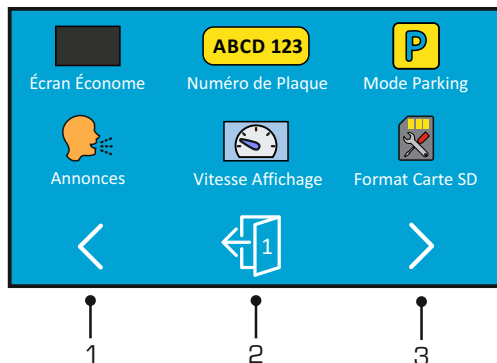 ABCD 123
P
Écran Économe
Numéro de Plaque
Mode Parking
Annonces
Vitesse Affichage
Format Carte SD
1
1
2
3